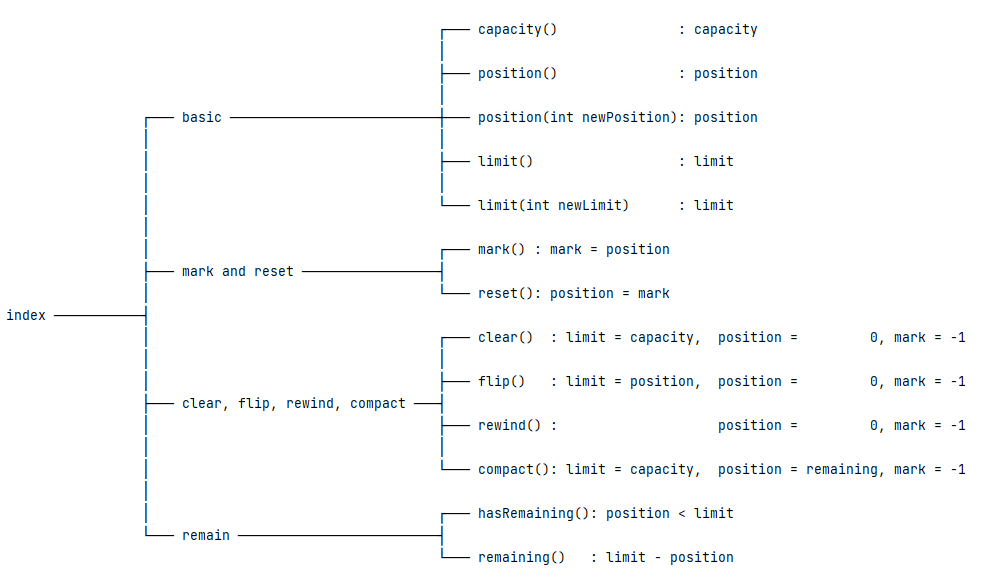 capacity() : capacity
position() : position
basic position(int newPosition): position
limit() : limit
limit(int newLimit) : limit
mark() : mark = position
mark and reset
reset(): position = mark
index
clear() : limit = capacity, position = 0, mark = -1
flip() : limit = position, position = 0, mark = -1
clear, flip, rewind, compact
rewind() : position = 0, mark = -1
compact(): limit = capacity, position = remaining, mark = -1
hasRemaining(): position < limit
remain
remaining() : limit - position